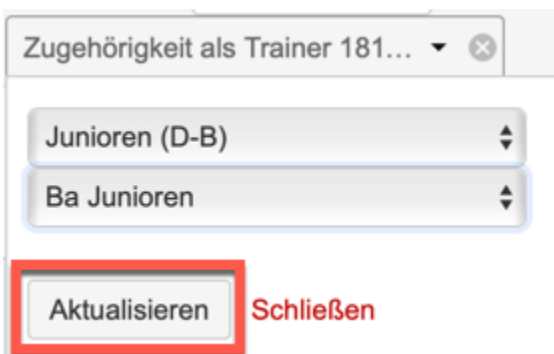 Zugehörigkeit als Trainer 181...
Junioren (D-B)
Ba Junioren
Aktualisieren Schließen